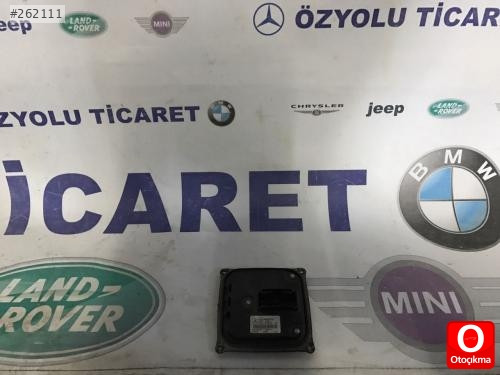 #262111
LAND-
ROVER
MINI
ÖZYOLU TİCARET
Jeep
ÖZYOLU TİCARET
CHRYSLER
jeep
LAND-
ROVER
TİCARET
BMW
LAND
ROVER
MINI
O
Otoçıkma